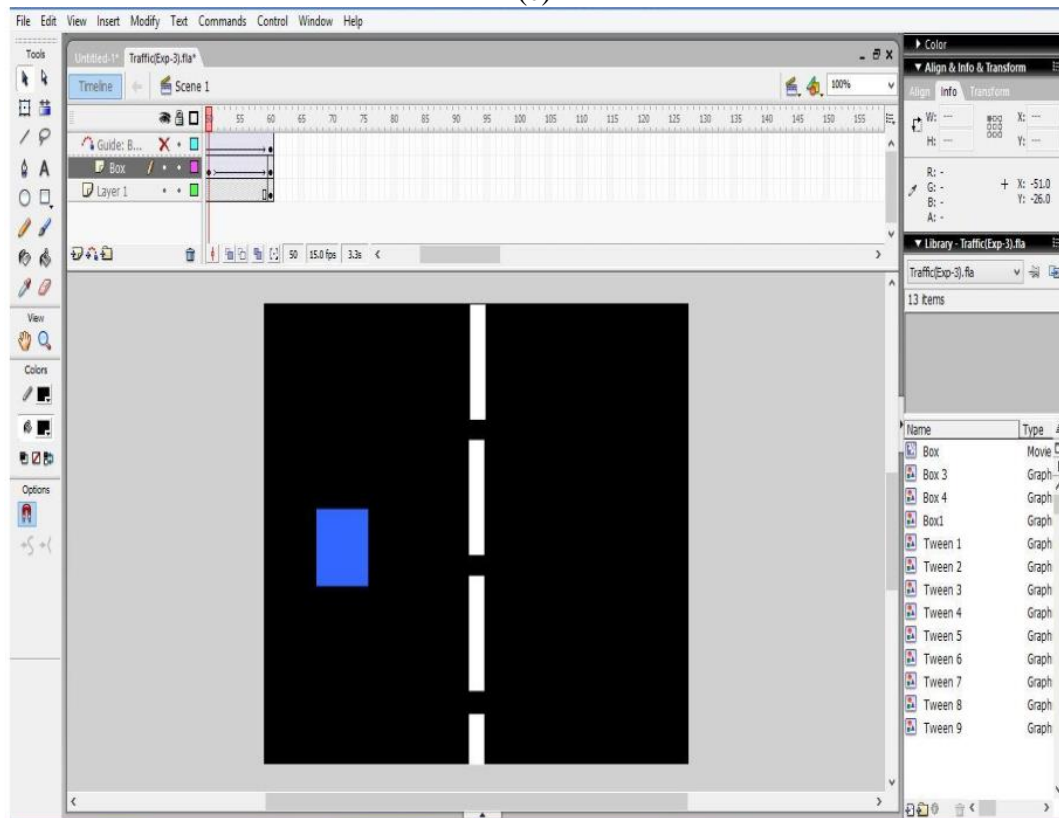 File Edit View Insert Modify Text Commands Control Window Help
Tools
Untitled-1* Traffic(Exp-3).fla*
Timeline Scene 1 100%
55 60 65 70 75 80 85 90 95 100 105 110 115 120 125 130 135 140 145 150 155
Guide: B...
Box
Layer 1
50 15.0 fps 3.3s
View
Colors
Options
Color
Align & Info & Transform
Align Info Transform
W: --- X: ---
H: --- Y: ---
R: -
G: - X: -51.0
B: - Y: -26.0
A: -
Library - Traffic(Exp-3).fla
Traffic(Exp-3).fla
13 items
Name Type
Box Movie
Box 3 Graph
Box 4 Graph
Box1 Graph
Tween 1 Graph
Tween 2 Graph
Tween 3 Graph
Tween 4 Graph
Tween 5 Graph
Tween 6 Graph
Tween 7 Graph
Tween 8 Graph
Tween 9 Graph